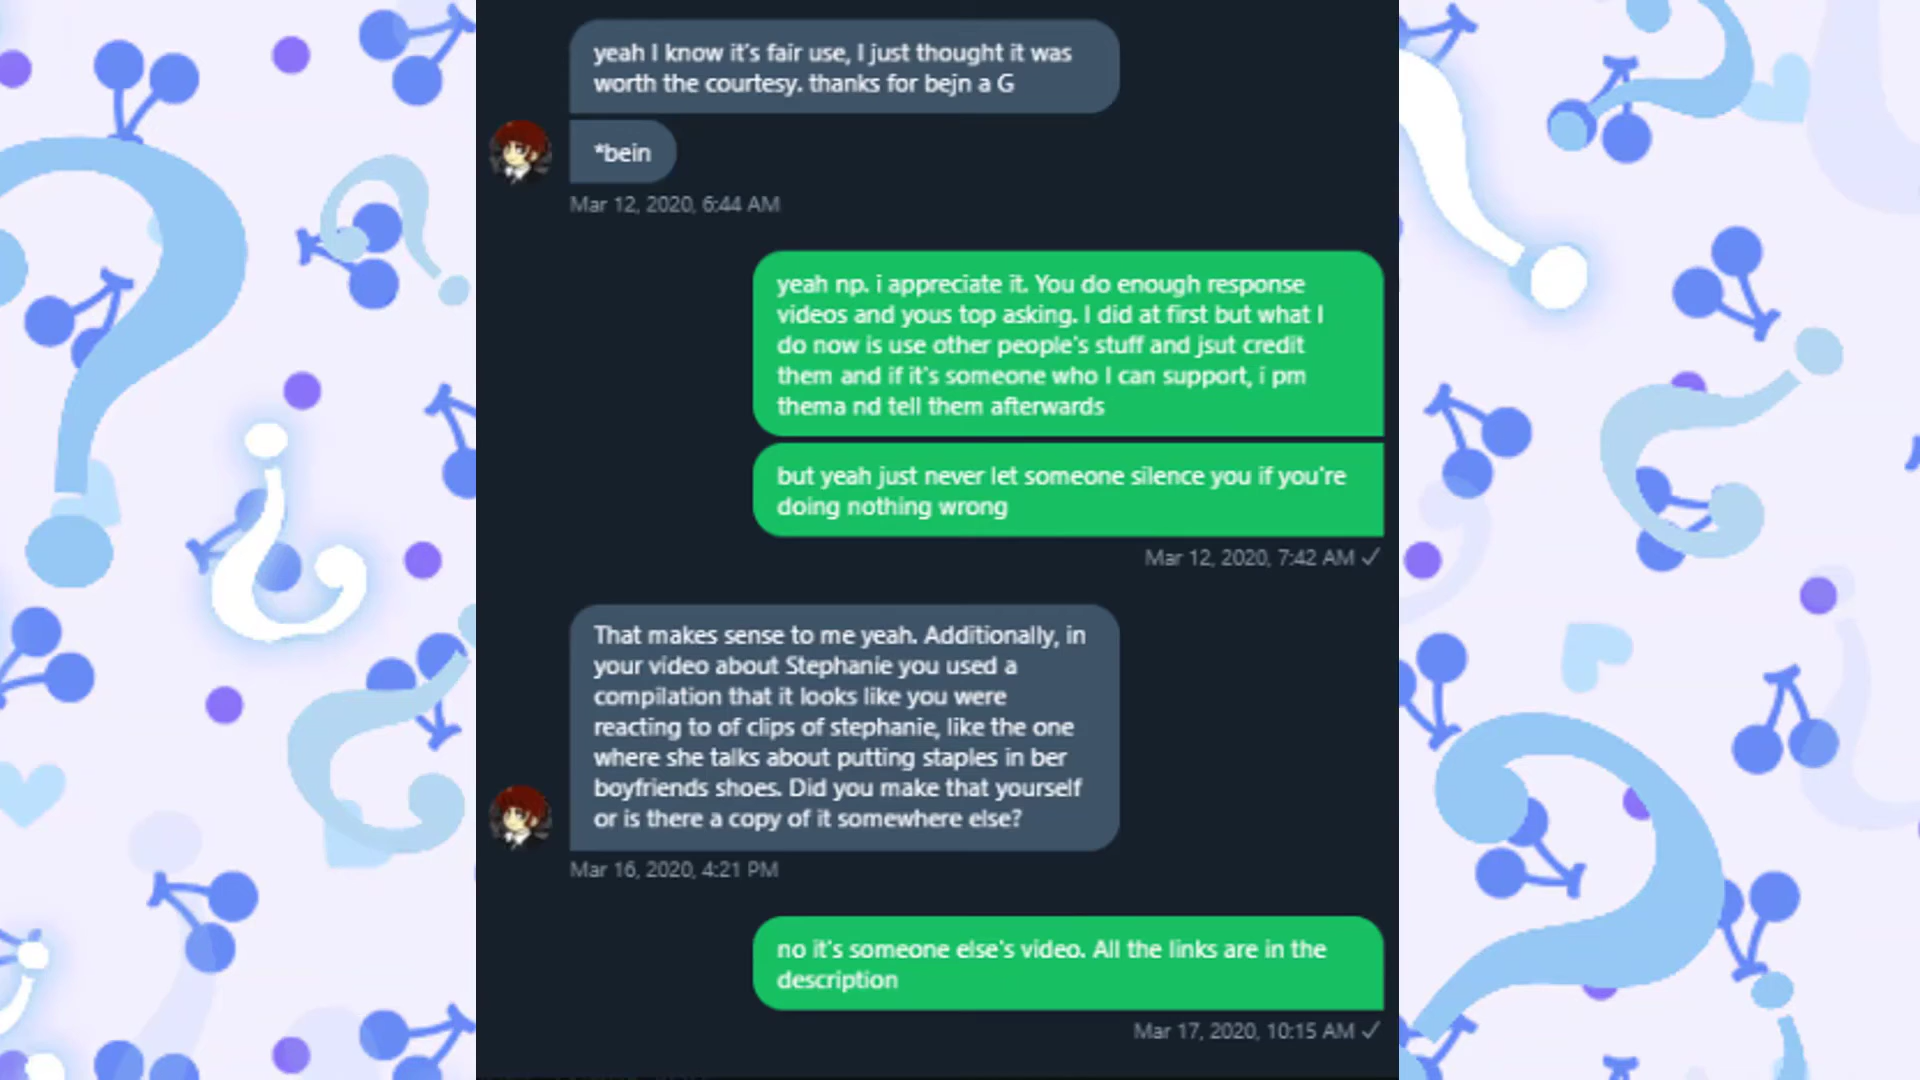 yeah I know it's fair use, I just thought it was
worth the courtesy. thanks for bejn a G
*bein
Mar 12, 2020, 6:44 AM
yeah np. i appreciate it. You do enough response
videos and yous top asking. I did at first but what I
do now is use other people's stuff and jsut credit
them and if it's someone who I can support, i pm
thema nd tell them afterwards
but yeah just never let someone silence you if you're
doing nothing wrong
Mar 12, 2020, 7:42 AM ✓
That makes sense to me yeah. Additionally, in
your video about Stephanie you used a
compilation that it looks like you were
reacting to of clips of stephanie, like the one
where she talks about putting staples in ber
boyfriends shoes. Did you make that yourself
or is there a copy of it somewhere else?
Mar 16, 2020, 4:21 PM
no it's someone else's video. All the links are in the
description
Mar 17, 2020, 10:15 AM ✓